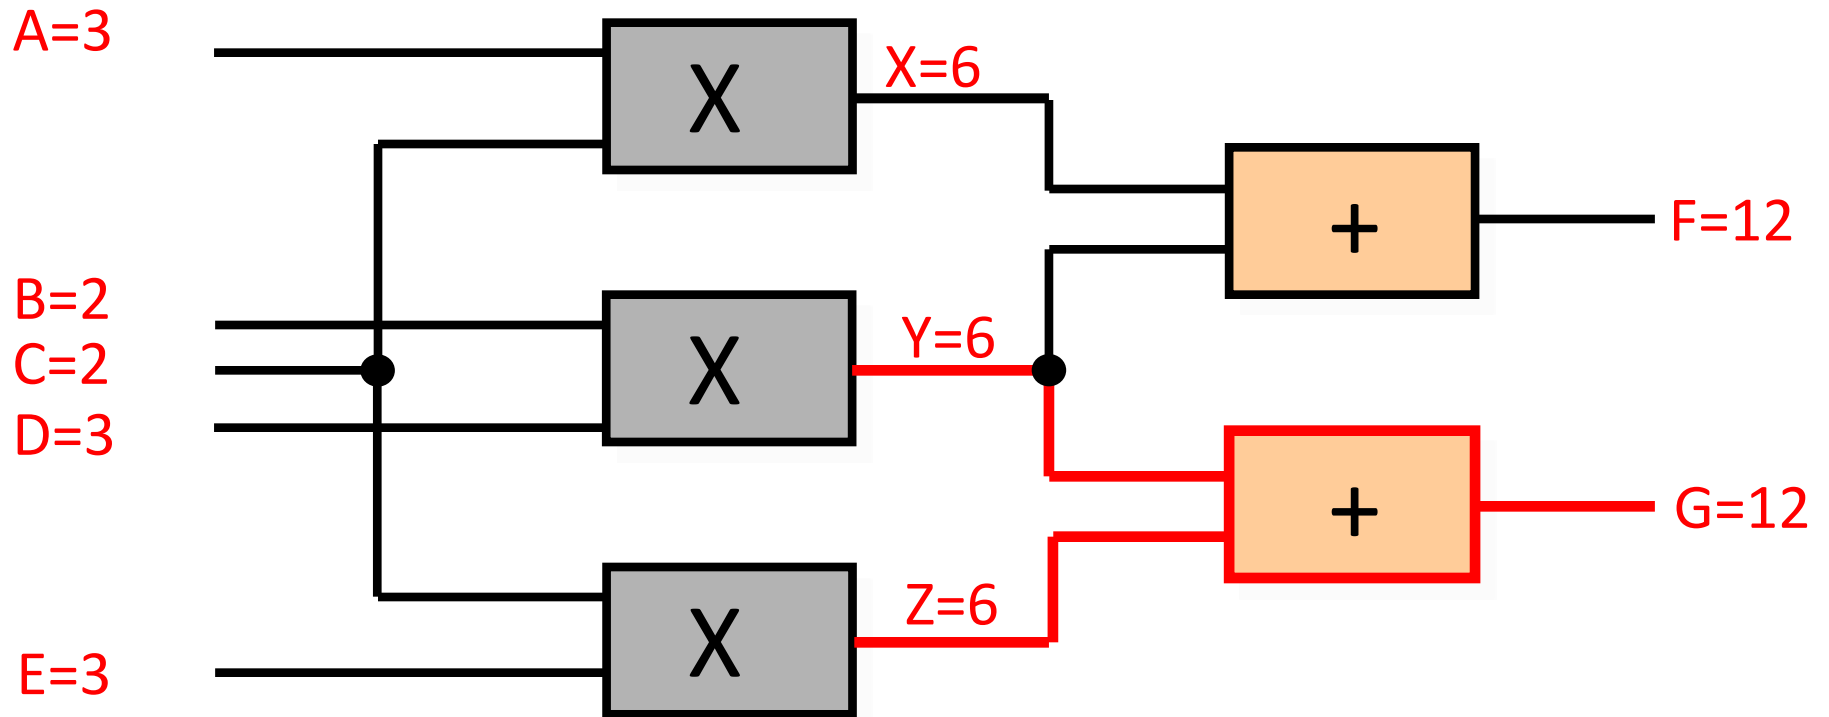 A=3
X
X=6
+
F=12
B=2
C=2
D=3
X
Y=6
+
G=12
X
Z=6
E=3